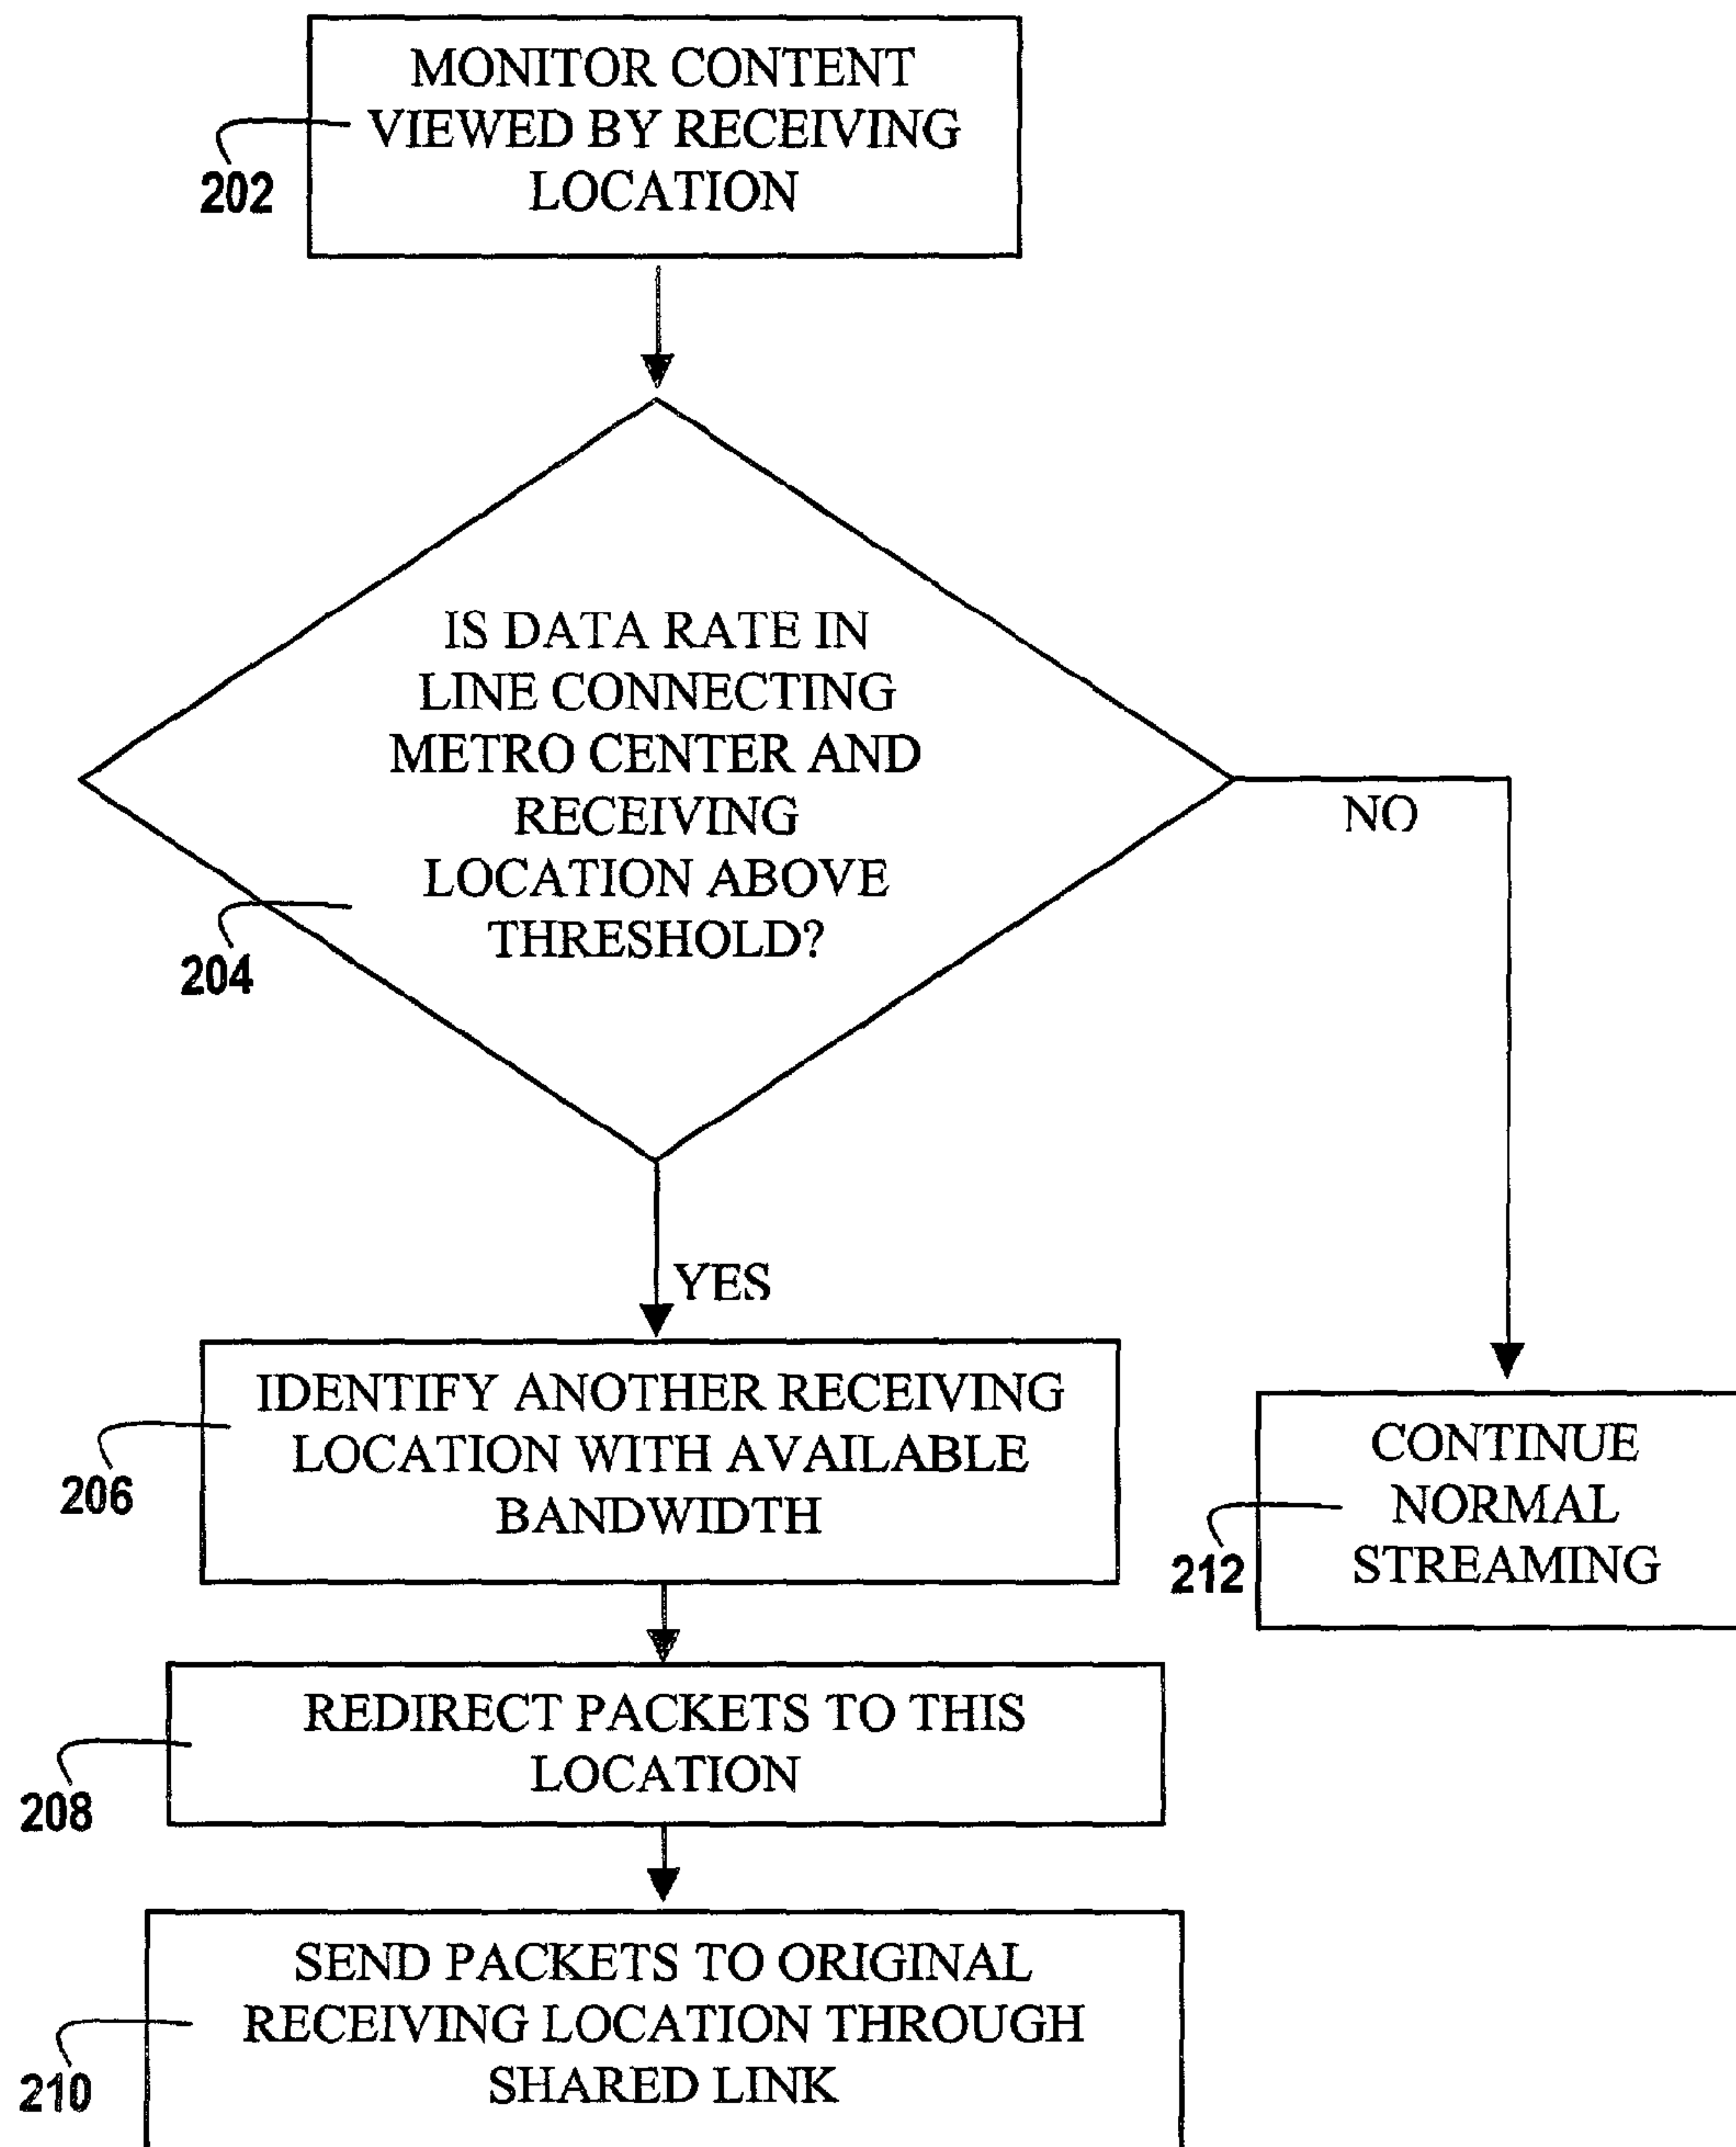 MONITOR CONTENT
VIEWED BY RECEIVING
LOCATION
202
IS DATA RATE IN
LINE CONNECTING
METRO CENTER AND
RECEIVING
LOCATION ABOVE
THRESHOLD?
204
NO
YES
IDENTIFY ANOTHER RECEIVING
LOCATION WITH AVAILABLE
BANDWIDTH
206
CONTINUE
NORMAL
STREAMING
212
REDIRECT PACKETS TO THIS
LOCATION
208
SEND PACKETS TO ORIGINAL
RECEIVING LOCATION THROUGH
SHARED LINK
210